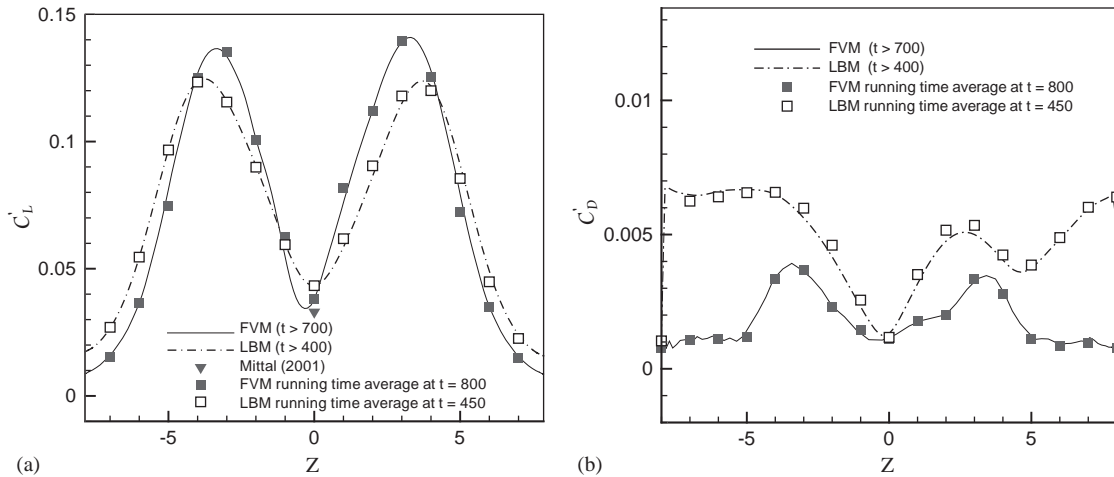 0.15
0.1
0.05
0
C'L
FVM (t > 700)
LBM (t > 400)
Mittal (2001)
FVM running time average at t = 800
LBM running time average at t = 450
-5 0 5
(a) Z
FVM (t > 700)
LBM (t > 400)
FVM running time average at t = 800
LBM running time average at t = 450
0.01
0.005
0
C'D
-5 0 5
(b) Z